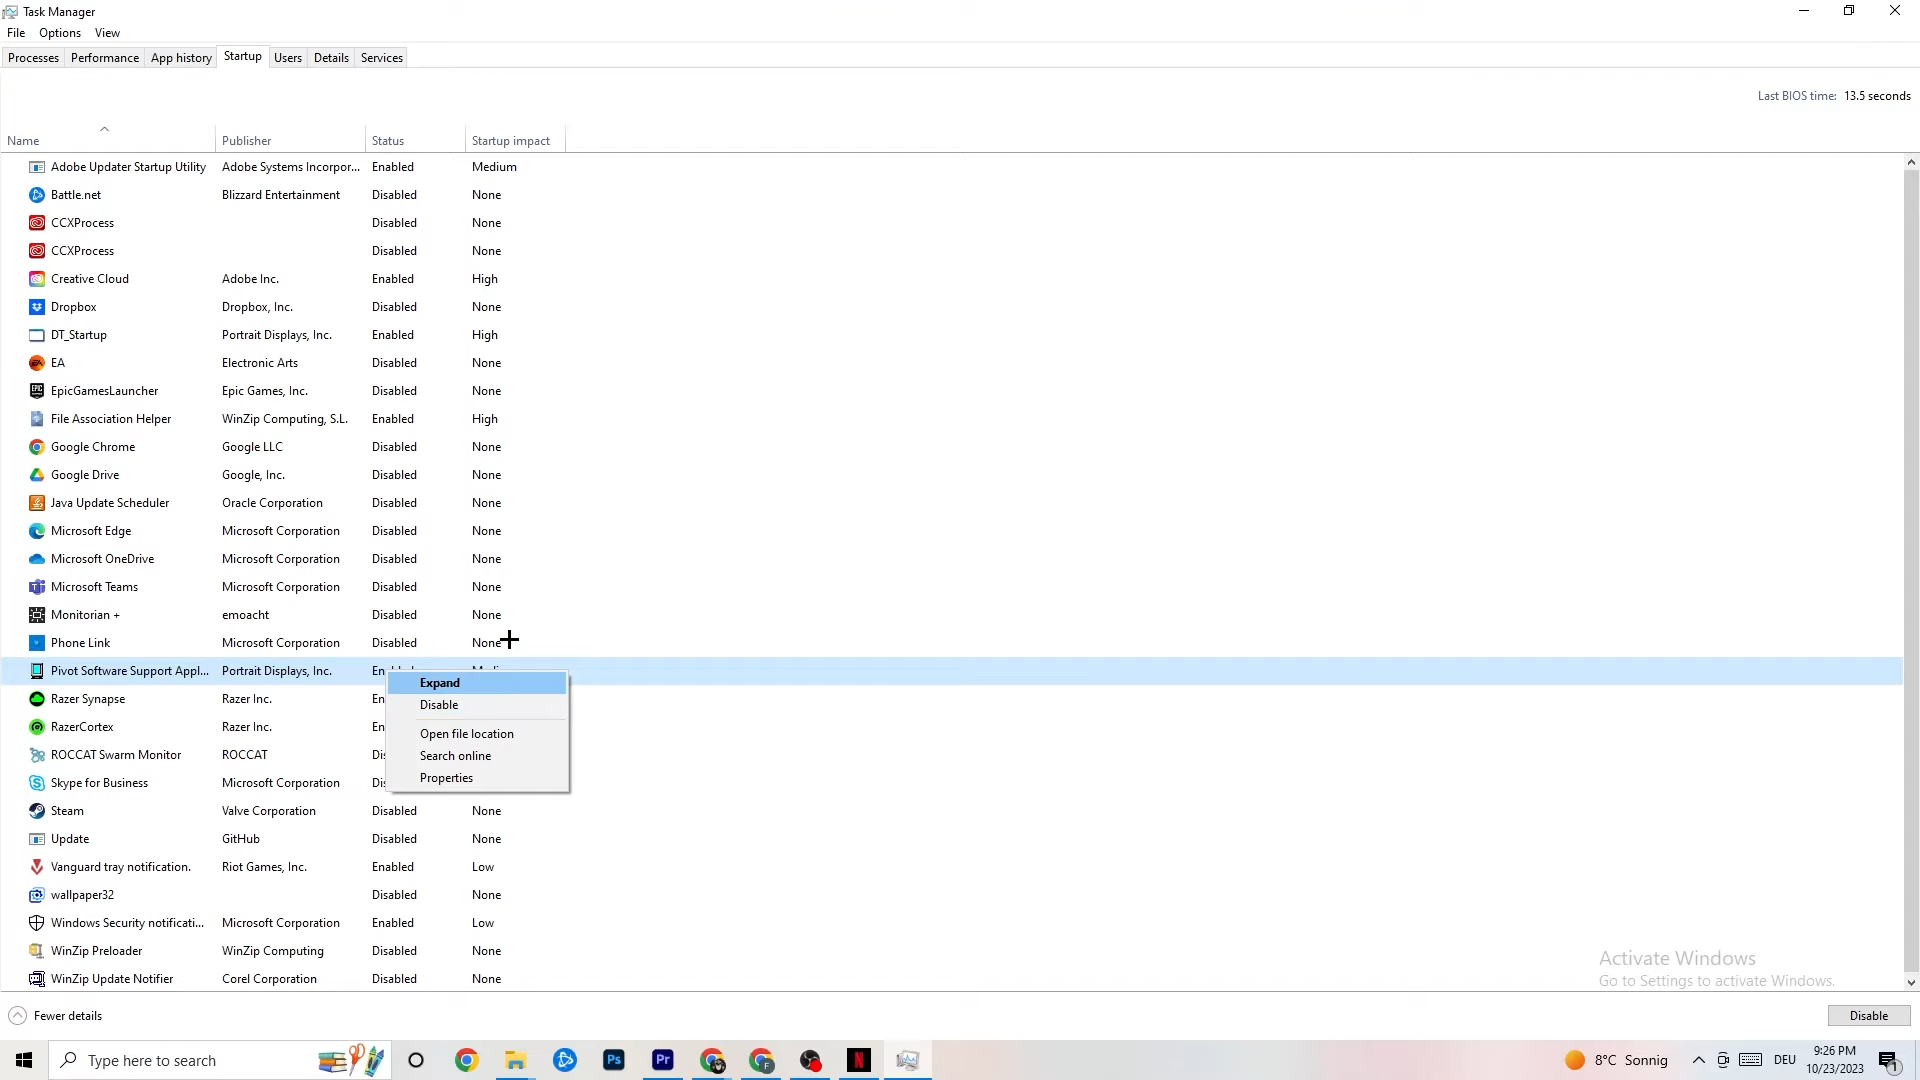 Task Manager
File Options View
Processes Performance App history Startup Users Details Services
Last BIOS time: 13.5 seconds
Name Publisher Status Startup impact
Adobe Updater Startup Utility Adobe Systems Incorpor... Enabled Medium
Battle.net Blizzard Entertainment Disabled None
CCXProcess Disabled None
CCXProcess Disabled None
Creative Cloud Adobe Inc. Enabled High
Dropbox Dropbox, Inc. Disabled None
DT_Startup Portrait Displays, Inc. Enabled High
EA Electronic Arts Disabled None
EpicGamesLauncher Epic Games, Inc. Disabled None
File Association Helper WinZip Computing, S.L. Enabled High
Google Chrome Google LLC Disabled None
Google Drive Google, Inc. Disabled None
Java Update Scheduler Oracle Corporation Disabled None
Microsoft Edge Microsoft Corporation Disabled None
Microsoft OneDrive Microsoft Corporation Disabled None
Microsoft Teams Microsoft Corporation Disabled None
Monitorian + emoacht Disabled None
Phone Link Microsoft Corporation Disabled None
Pivot Software Support Appl... Portrait Displays, Inc.
Expand
Razer Synapse Razer Inc. En
Disable
RazerCortex Razer Inc. En
Open file location
ROCCAT Swarm Monitor ROCCAT Dis
Search online
Skype for Business Microsoft Corporation Dis
Properties
Steam Valve Corporation Disabled None
Update GitHub Disabled None
Vanguard tray notification. Riot Games, Inc. Enabled Low
wallpaper32 Disabled None
Windows Security notificati... Microsoft Corporation Enabled Low
WinZip Preloader WinZip Computing Disabled None
WinZip Update Notifier Corel Corporation Disabled None
Activate Windows
Go to Settings to activate Windows.
Fewer details Disable
Type here to search
Ps
Pr
F
N
8°C Sonnig
DEU
9:26 PM
10/23/2023
1